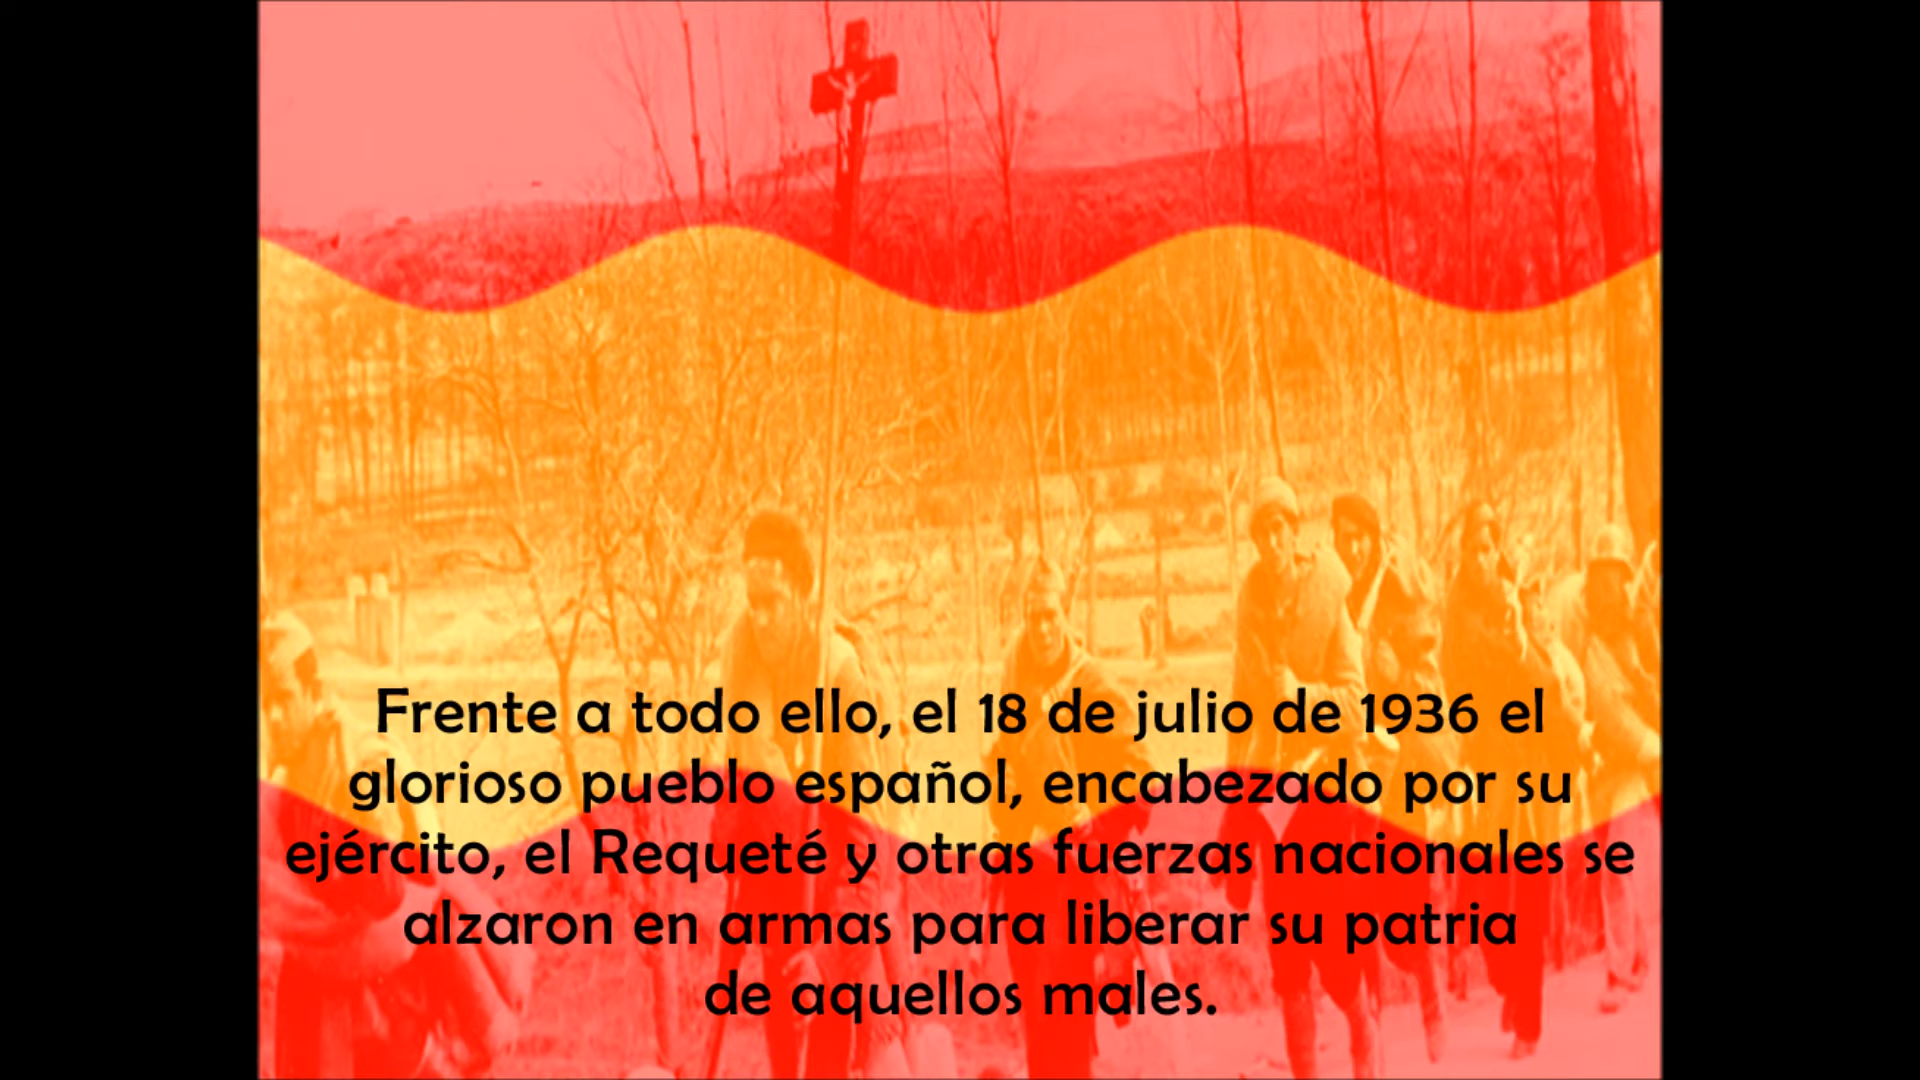 Frente a todo ello, el 18 de julio de 1936 el
glorioso pueblo español, encabezado por su
ejército, el Requeté y otras fuerzas nacionales se
alzaron en armas para liberar su patria
de aquellos males.